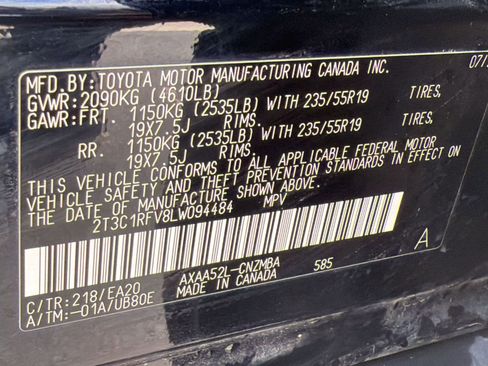 MFD.BY:TOYOTA MOTOR MANUFACTURING CANADA INC. 07/
GVWR:2090KG (4610LB)
GAWR:FRT. 1150KG (2535LB) WITH 235/55R19 TIRES,
19X7.5J RIMS.
RR. 1150KG (2535LB) WITH 235/55R19 TIRES,
19X7.5J RIMS.
THIS VEHICLE CONFORMS TO ALL APPLICABLE FEDERAL MOTOR
VEHICLE SAFETY AND THEFT PREVENTION STANDARDS IN EFFECT ON
THE DATE OF MANUFACTURE SHOWN ABOVE.
2T3C1RFV8LW094484 MPV
A
AXAA52L-CNZMBA 585
C/TR:218/EA20 MADE IN CANADA
A/TM:-01A/UB80E